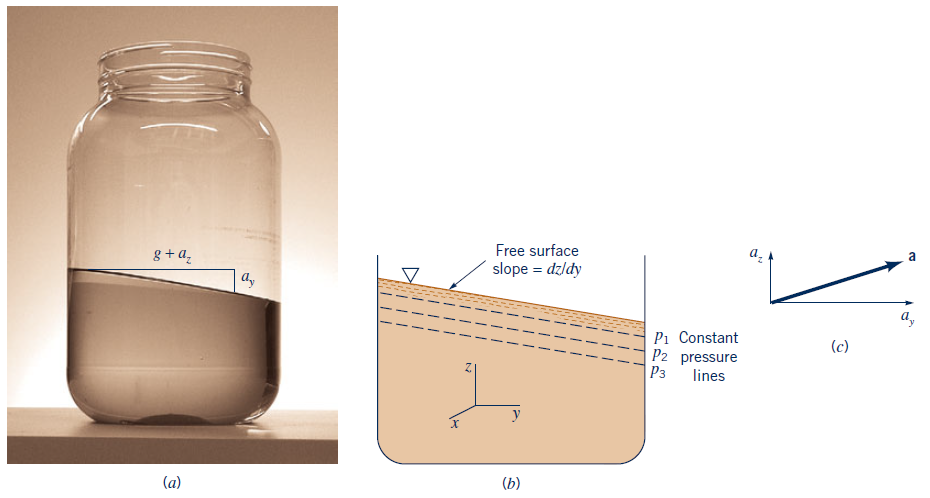 g + a_z
a_y
(a)
Free surface
slope = dz/dy
z
y
x
p_1 Constant
p_2 pressure
p_3 lines
(b)
a_z
a
a_y
(c)